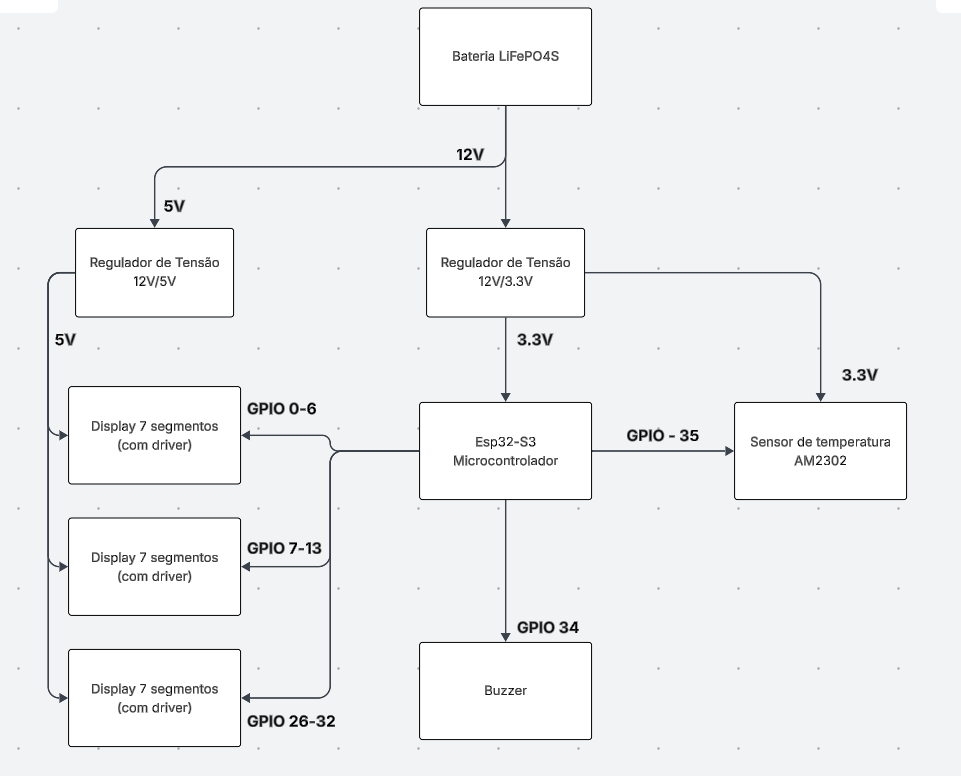 Bateria LiFePO4S
12V
5V
Regulador de Tensão
12V/5V
Regulador de Tensão
12V/3.3V
5V
3.3V
3.3V
GPIO 0-6
Display 7 segmentos
(com driver)
Esp32-S3
Microcontrolador
GPIO - 35
Sensor de temperatura
AM2302
GPIO 7-13
Display 7 segmentos
(com driver)
GPIO 34
Display 7 segmentos
(com driver)
GPIO 26-32
Buzzer